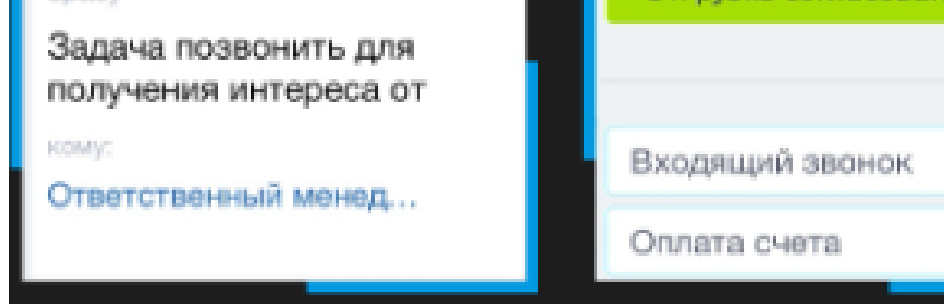 Задача позвонить для
получения интереса от
кому:
Ответственный менед...
Входящий звонок
Оплата счета